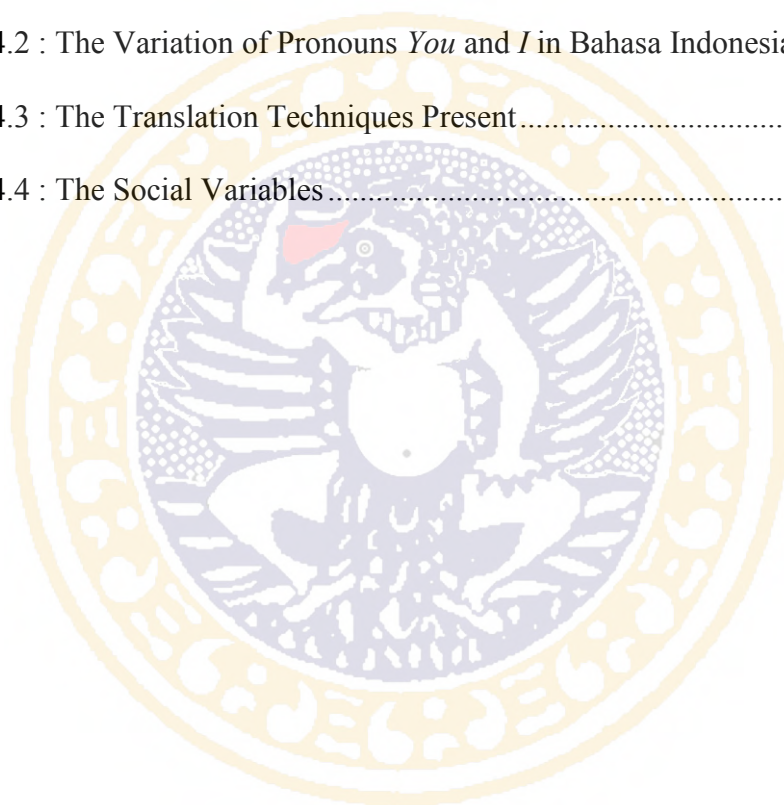 4.2 : The Variation of Pronouns You and I in Bahasa Indonesia
4.3 : The Translation Techniques Present..................................
4.4 : The Social Variables..........................................................